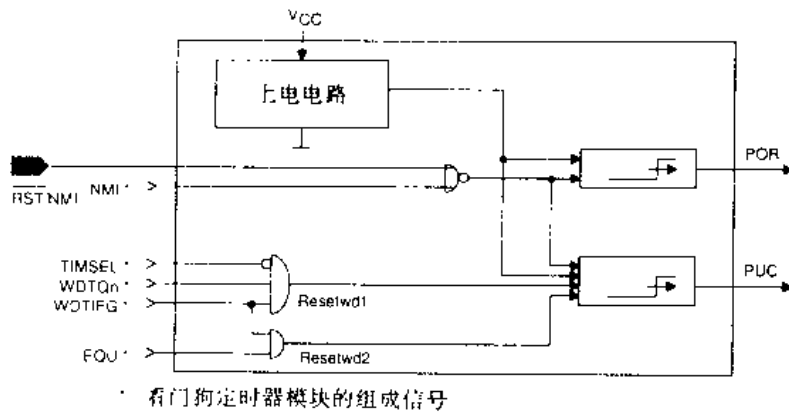 VCC
上电电路
POR
RST/NMI
NMI *
TIMSEL *
WDTQn *
WDTIFG *
Resetwd1
PUC
EQU *
Resetwd2
* 看门狗定时器模块的组成信号